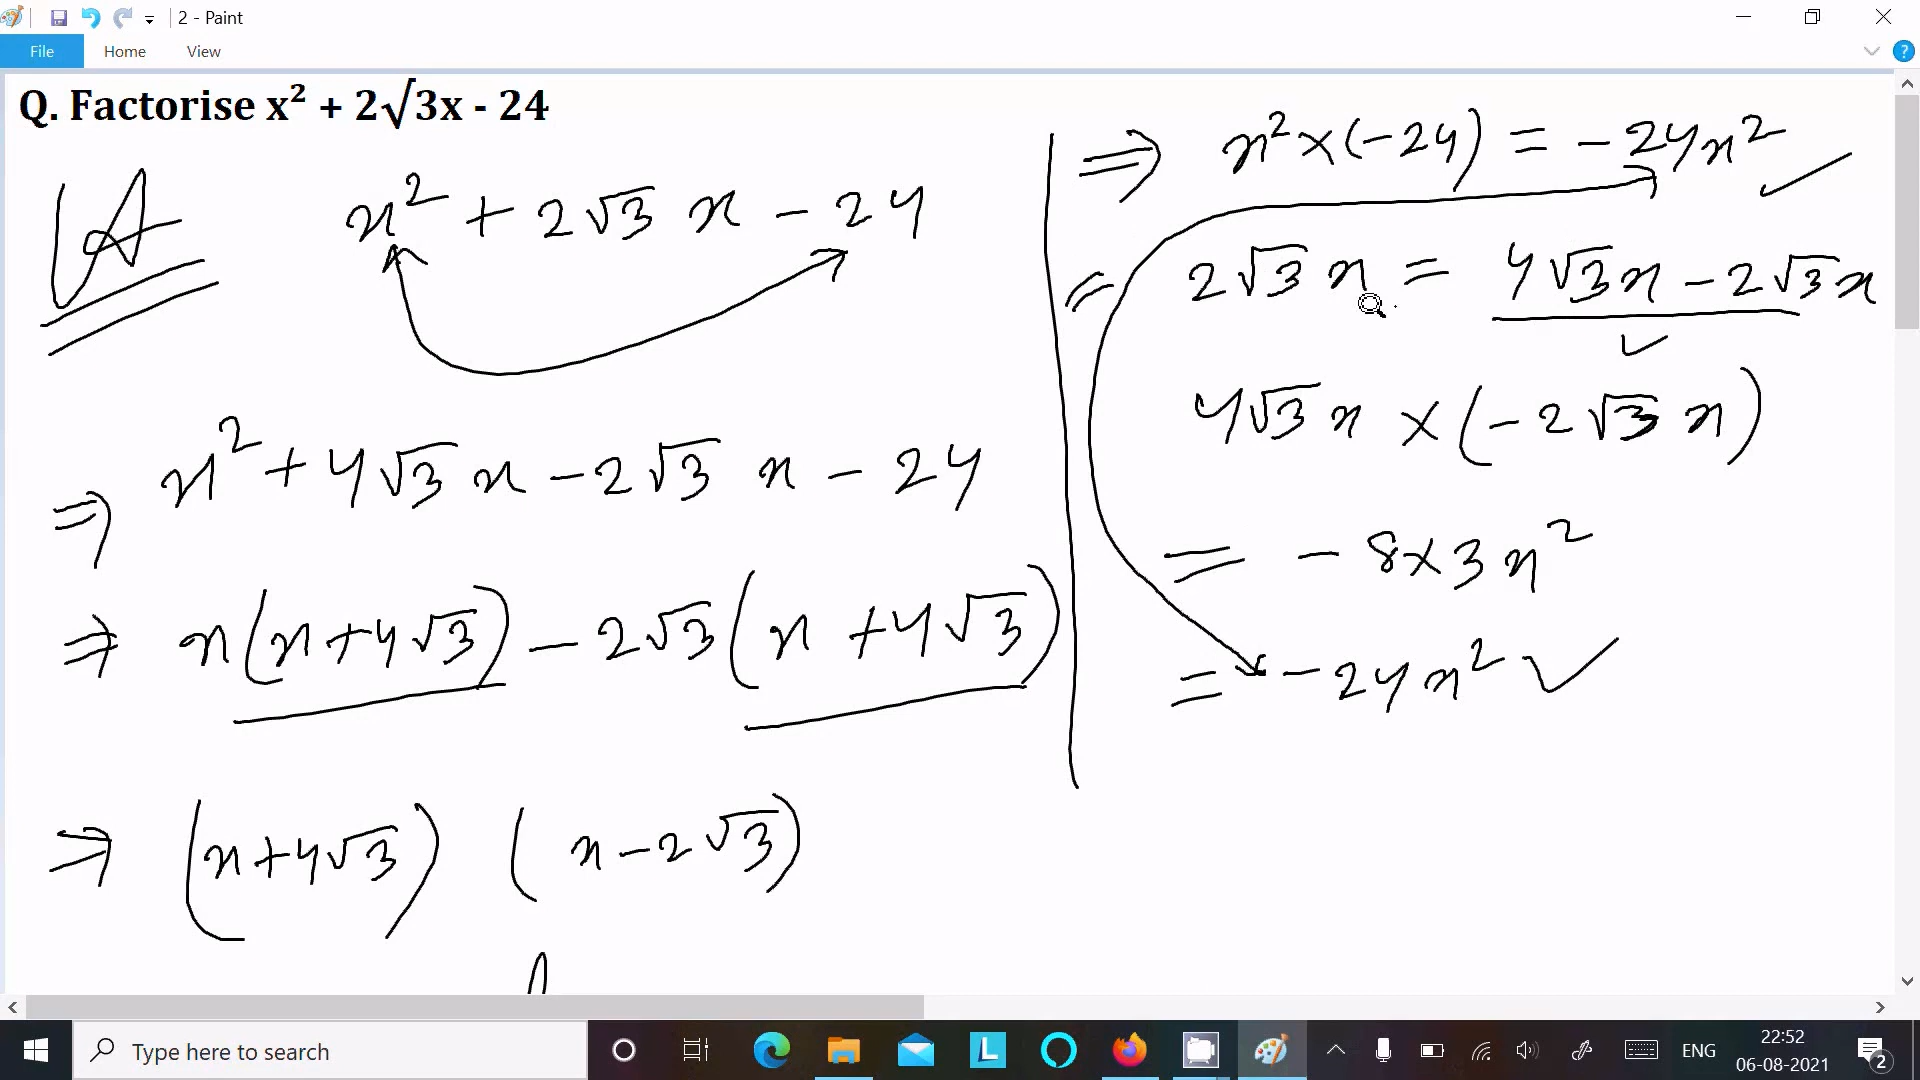 2 - Paint
File Home View
Q. Factorise x² + 2√3x - 24
A
x² + 2√3 x - 24
⇒ x² + 4√3 x - 2√3 x - 24
⇒ x(x+4√3) - 2√3(x + 4√3)
⇒ (x+4√3) (x - 2√3)
⇒ x² × (-24) = -24x² ✓
= 2√3 x = 4√3x - 2√3x
✓
4√3 x × (-2√3 x)
= - 8×3x²
= -24x² ✓
Type here to search
L
ENG
22:52
06-08-2021
2